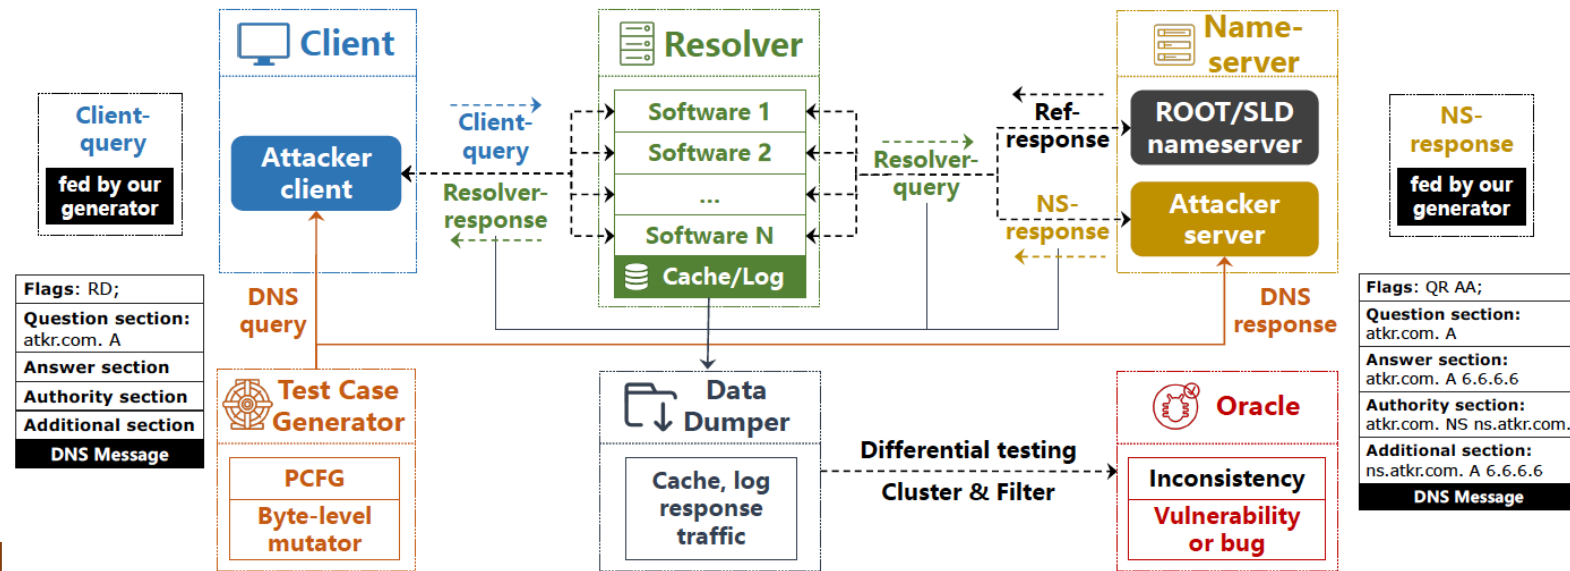 Client
Resolver
Name-
server
Client-
query
fed by our
generator
Attacker
client
Client-
query
Resolver-
response
Software 1
Software 2
...
Software N
Cache/Log
Resolver-
query
Ref-
response
NS-
response
ROOT/SLD
nameserver
Attacker
server
NS-
response
fed by our
generator
Flags: RD;
Question section:
atkr.com. A
Answer section
Authority section
Additional section
DNS Message
DNS
query
DNS
response
Flags: QR AA;
Question section:
atkr.com. A
Answer section:
atkr.com. A 6.6.6.6
Authority section:
atkr.com. NS ns.atkr.com.
Additional section:
ns.atkr.com. A 6.6.6.6
DNS Message
Test Case
Generator
PCFG
Byte-level
mutator
Data
Dumper
Cache, log
response
traffic
Differential testing
Cluster & Filter
Oracle
Inconsistency
Vulnerability
or bug